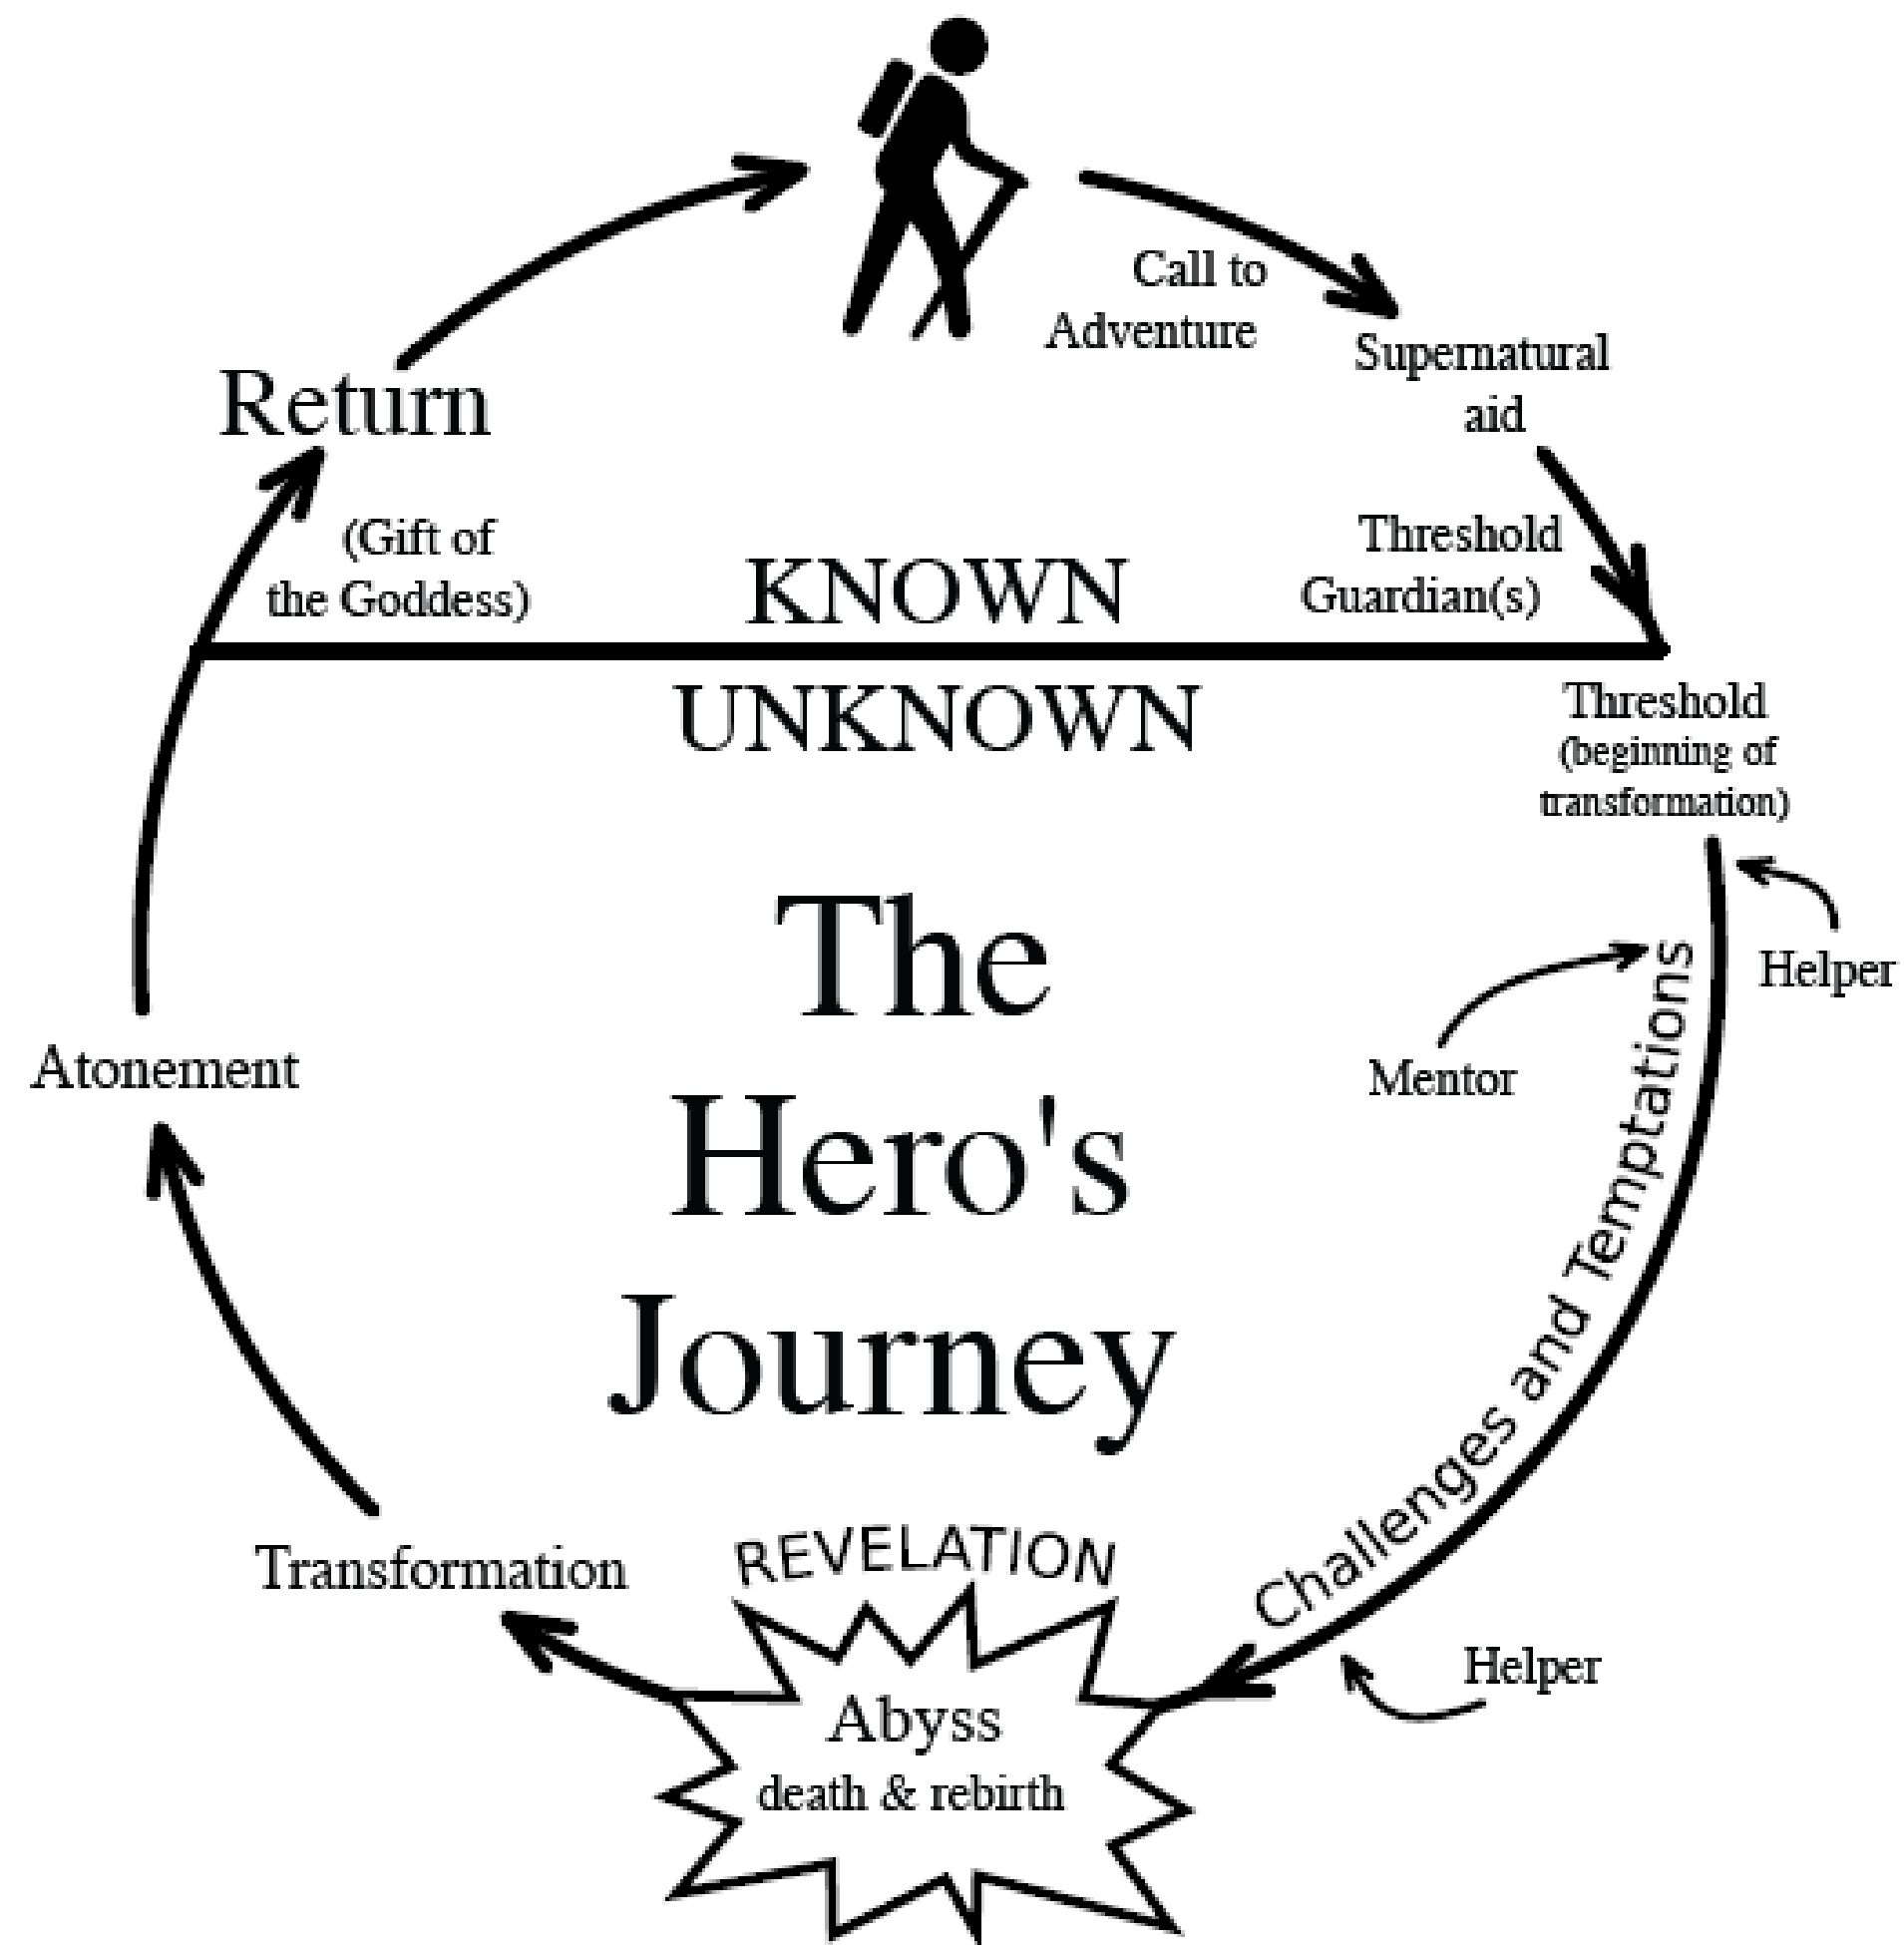 Call to
Adventure
Supernatural
aid
Return
(Gift of
the Goddess)
KNOWN
Threshold
Guardian(s)
UNKNOWN
Threshold
(beginning of
transformation)
Helper
Mentor
Challenges and Temptations
The
Hero's
Journey
Atonement
Transformation
REVELATION
Abyss
death & rebirth
Helper